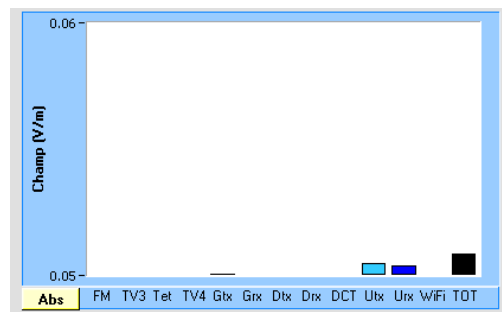 0.06
Champ (V/m)
0.05
Abs FM TV3 Tet TV4 Gtx Grx Dtx Drx DCT Utx Urx WiFi TOT